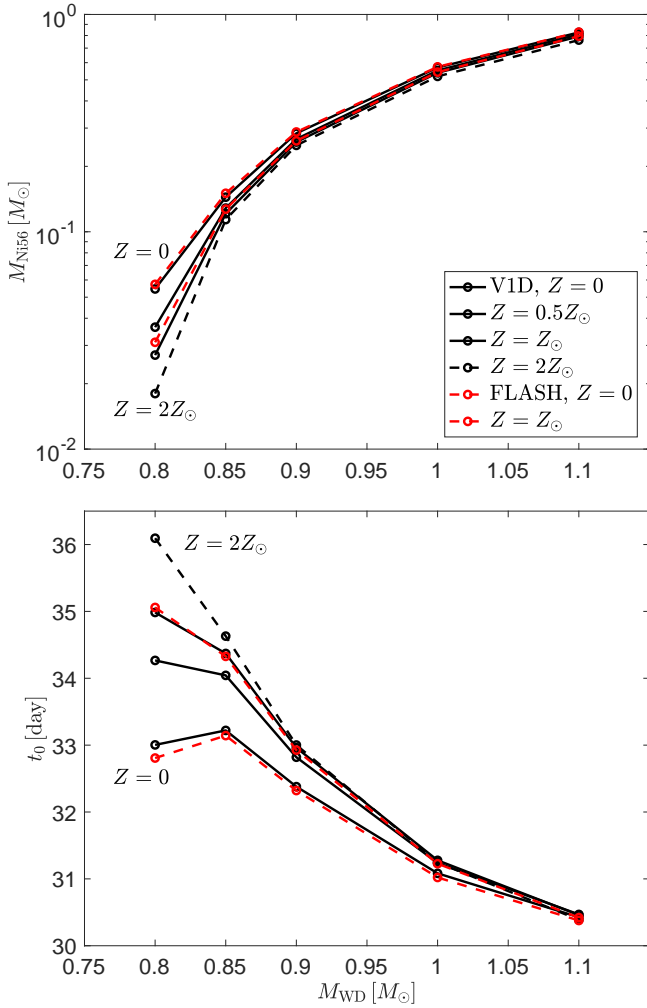 10⁰
M_Ni56 [M_⊙]
10⁻¹
Z = 0
V1D, Z = 0
Z = 0.5Z_⊙
Z = Z_⊙
Z = 2Z_⊙
FLASH, Z = 0
Z = Z_⊙
Z = 2Z_⊙
10⁻²
0.75 0.8 0.85 0.9 0.95 1 1.05 1.1
36
Z = 2Z_⊙
35
34
t₀ [day]
33
Z = 0
32
31
30
0.75 0.8 0.85 0.9 0.95 1 1.05 1.1
M_WD [M_⊙]